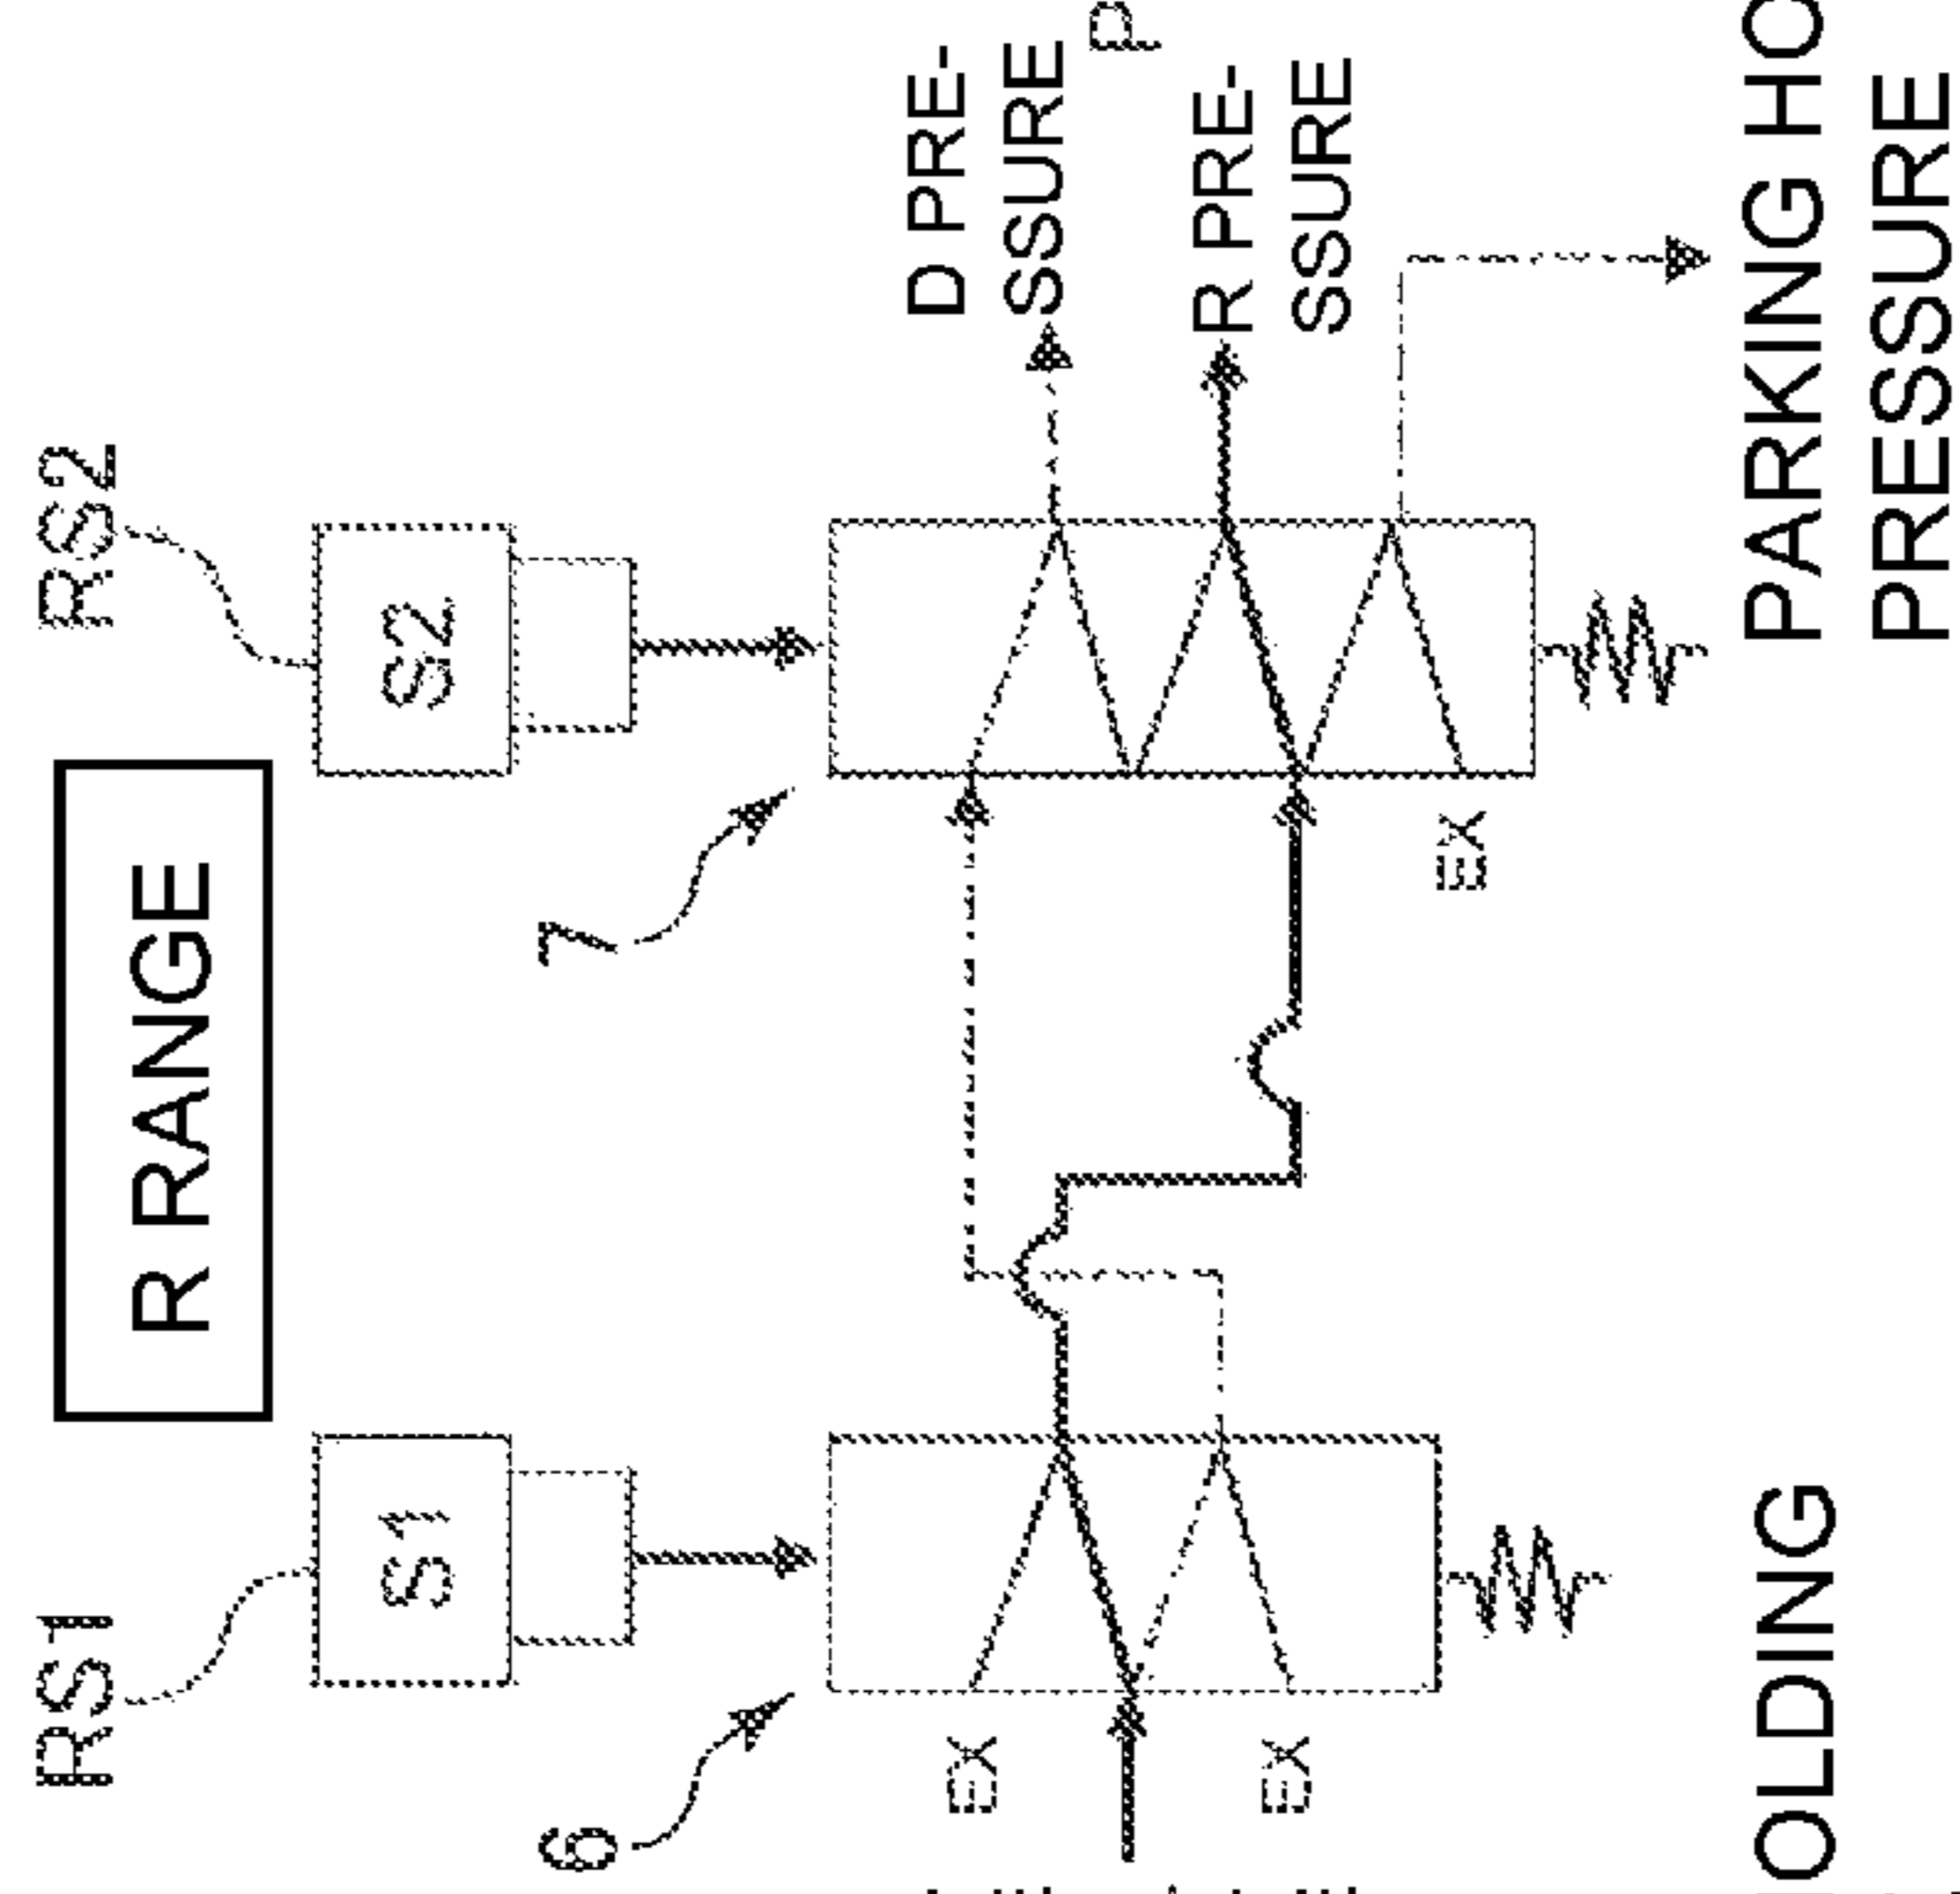 R RANGE
RS1
RS2
S1
S2
6
7
EX
EX
EX
D PRE-
SSURE
R PRE-
SSURE
PARKING HO
PRESSURE
OLDING